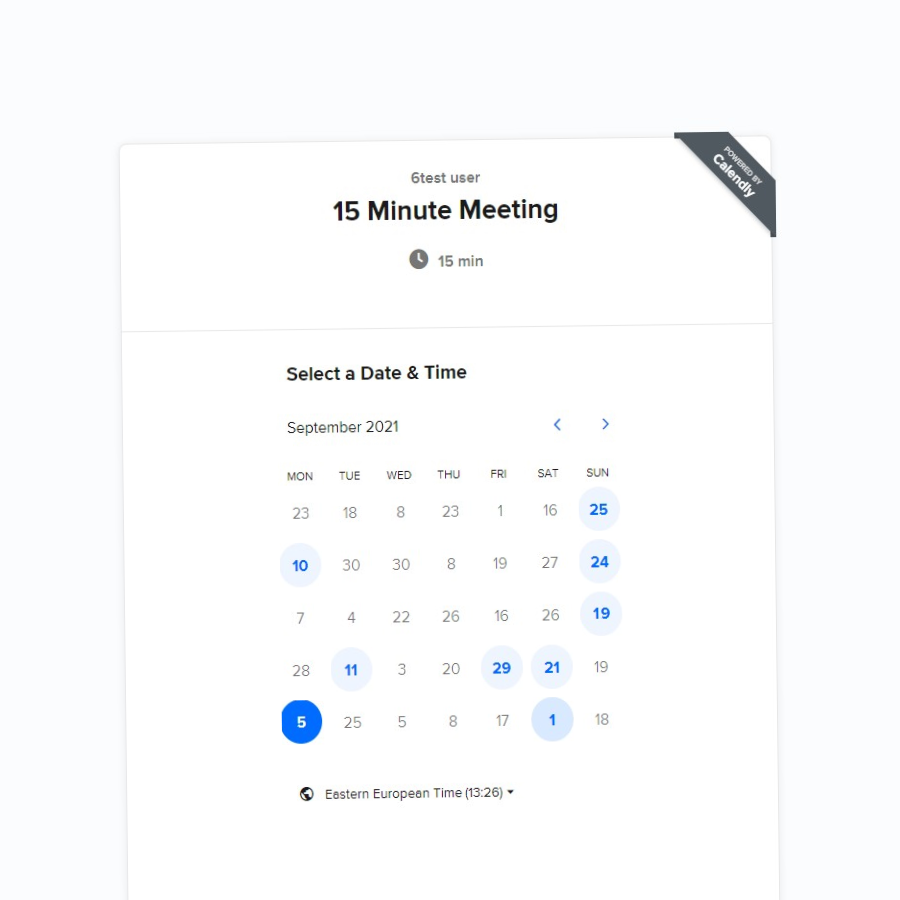 POWERED BY
Calendly
6test user
15 Minute Meeting
15 min
Select a Date & Time
September 2021
MON TUE WED THU FRI SAT SUN
23 18 8 23 1 16 25
10 30 30 8 19 27 24
7 4 22 26 16 26 19
28 11 3 20 29 21 19
5 25 5 8 17 1 18
Eastern European Time (13:26)